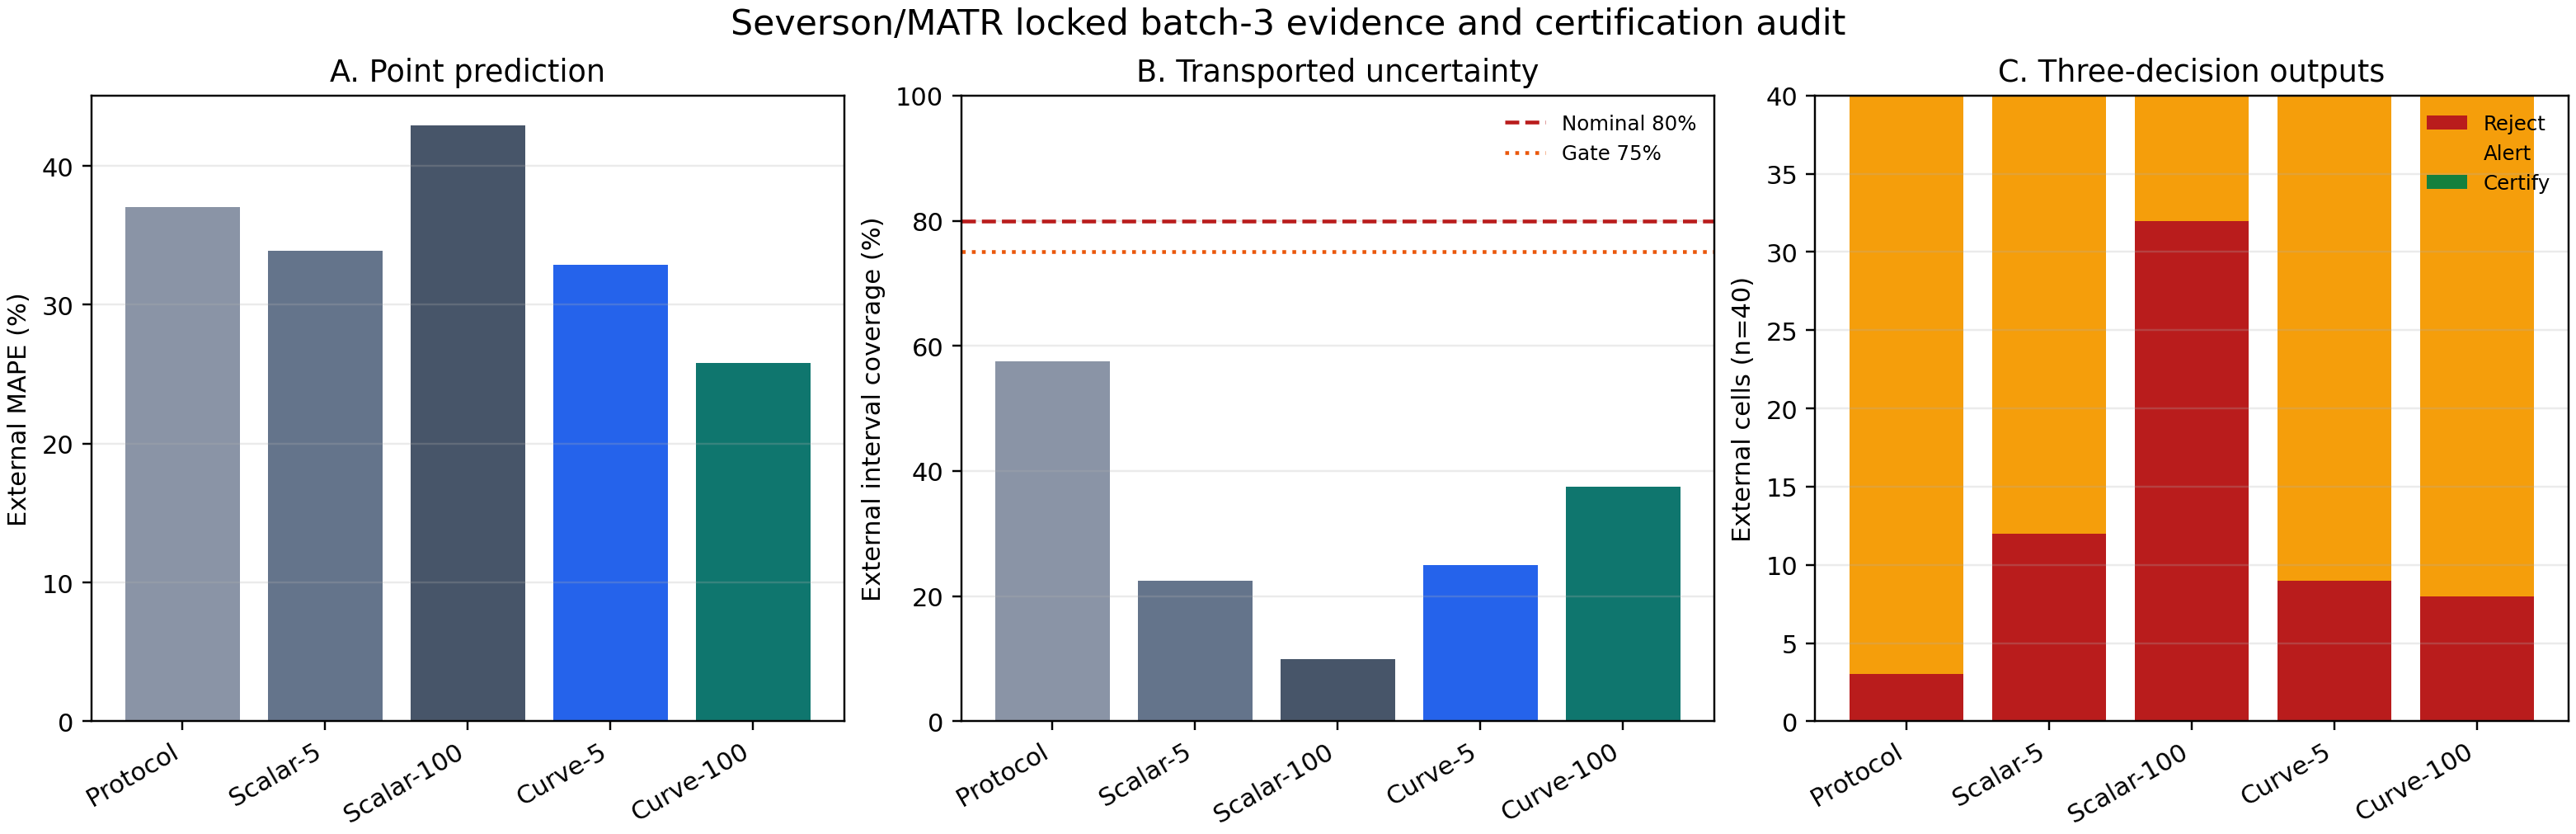 Severson/MATR locked batch-3 evidence and certification audit
A. Point prediction
External MAPE (%)
40
30
20
10
0
Protocol
Scalar-5
Scalar-100
Curve-5
Curve-100
B. Transported uncertainty
External interval coverage (%)
100
80
60
40
20
0
Nominal 80%
Gate 75%
Protocol
Scalar-5
Scalar-100
Curve-5
Curve-100
C. Three-decision outputs
External cells (n=40)
40
35
30
25
20
15
10
5
0
Reject
Alert
Certify
Protocol
Scalar-5
Scalar-100
Curve-5
Curve-100